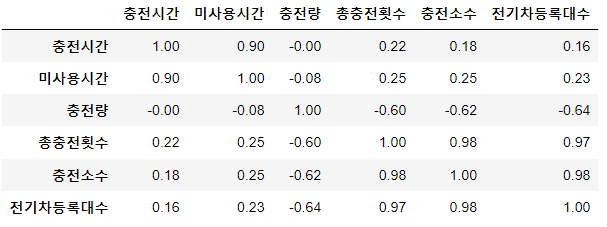 충전시간 미사용시간 충전량 총충전횟수 충전소수 전기차등록대수
충전시간 1.00 0.90 -0.00 0.22 0.18 0.16
미사용시간 0.90 1.00 -0.08 0.25 0.25 0.23
충전량 -0.00 -0.08 1.00 -0.60 -0.62 -0.64
총충전횟수 0.22 0.25 -0.60 1.00 0.98 0.97
충전소수 0.18 0.25 -0.62 0.98 1.00 0.98
전기차등록대수 0.16 0.23 -0.64 0.97 0.98 1.00